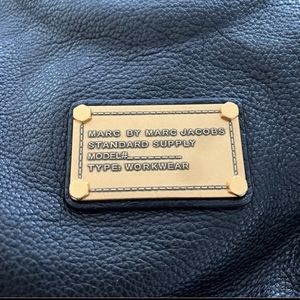 MARC BY MARC JACOBS
STANDARD SUPPLY
MODEL#_ _ _ _ _ _ _ _
TYPE: WORKWEAR